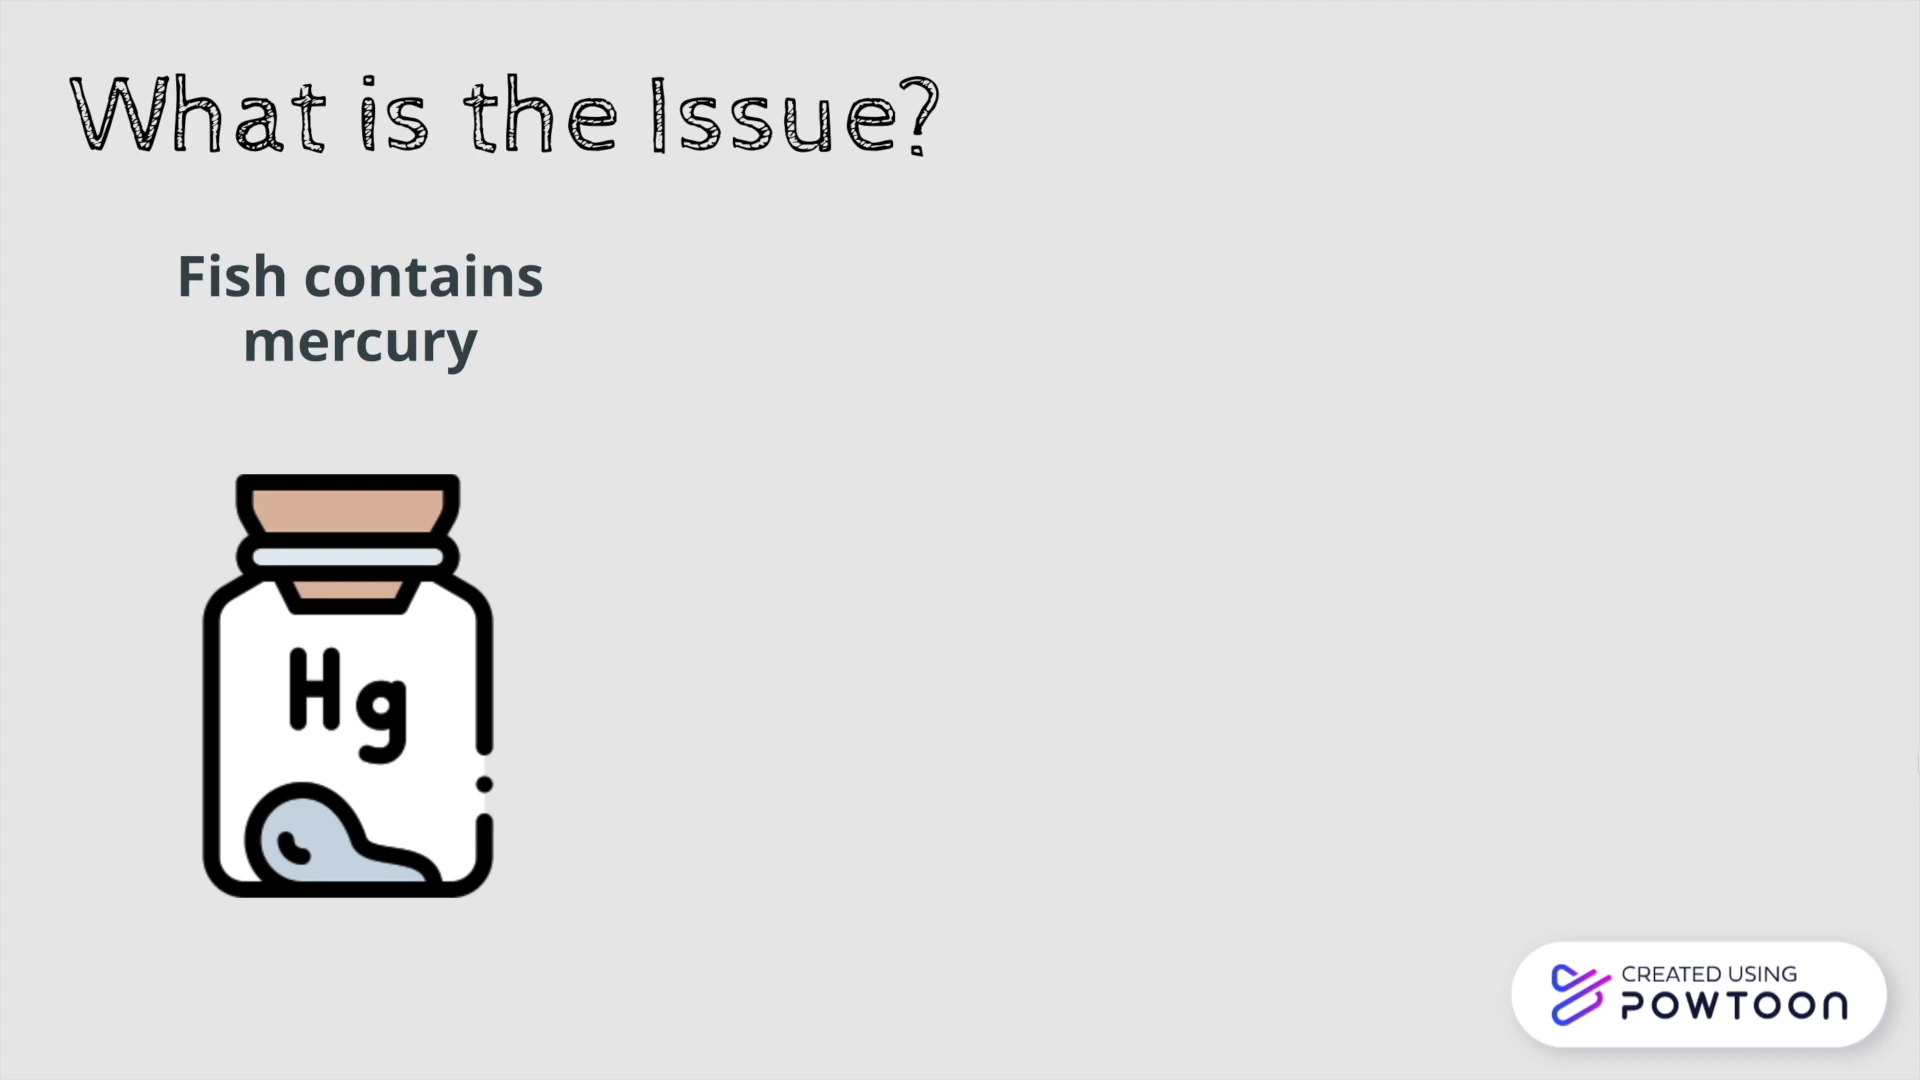 What is the Issue?
Fish contains
mercury
Hg
CREATED USING
POWTOON